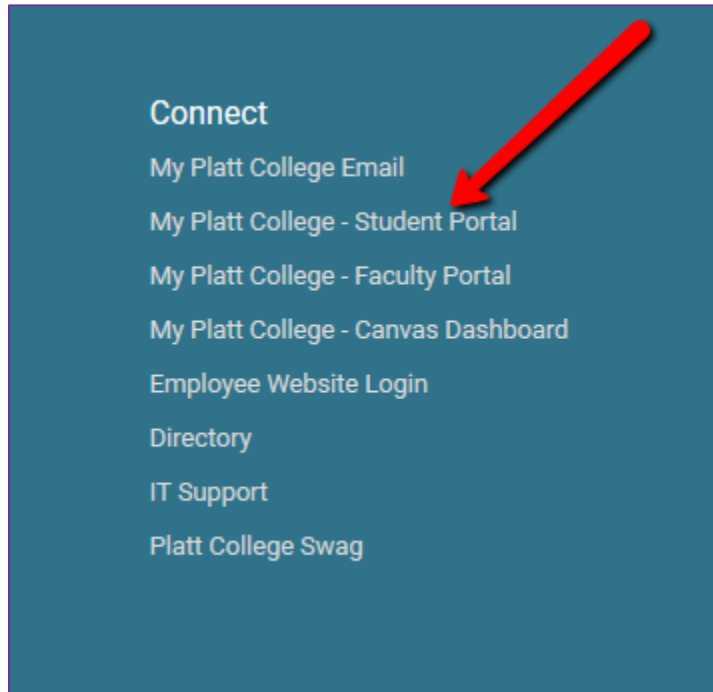 Connect
My Platt College Email
My Platt College - Student Portal
My Platt College - Faculty Portal
My Platt College - Canvas Dashboard
Employee Website Login
Directory
IT Support
Platt College Swag